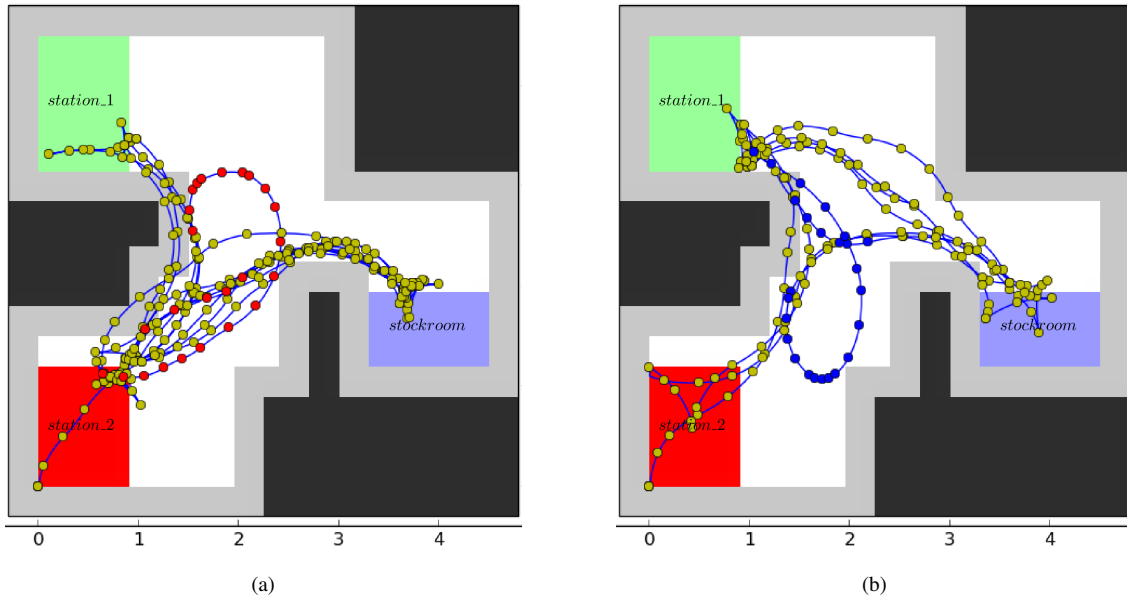 station_1
station_1
stockroom
stockroom
station_2
station_2
0 1 2 3 4
0 1 2 3 4
(a)
(b)